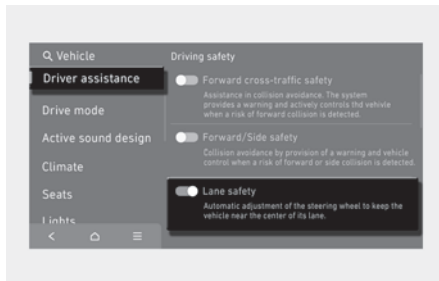 Vehicle
Driving safety
Driver assistance
Drive mode
Active sound design
Climate
Seats
Lights
Forward cross-traffic safety
Assistance in collision avoidance. The system
provides a warning and actively controls thd vehivle
when a risk of forward collision is detected.
Forward/Side safety
Collision avoidance by provision of a warning and vehicle
control when a risk of forward or side collision is detected.
Lane safety
Automatic adjustment of the steering wheel to keep the
vehicle near the center of its lane.